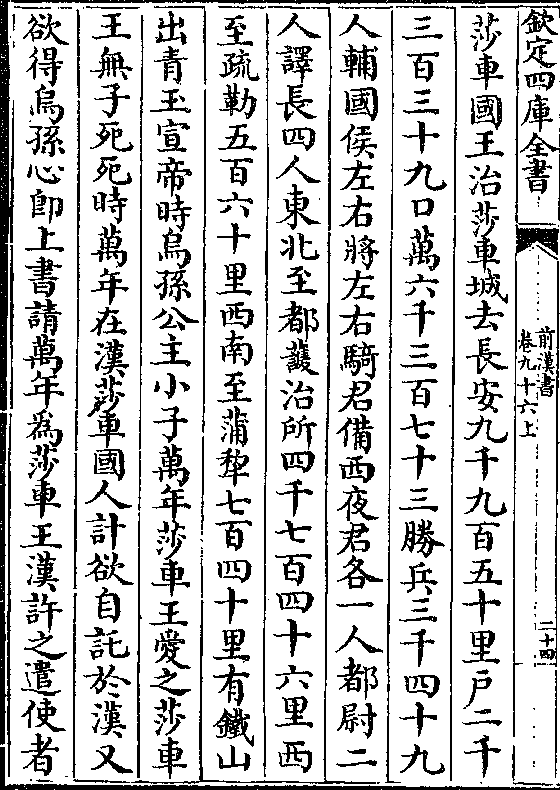 欽定四庫全書
前漢書
卷九十六上
二十四
莎車國王治莎車城去長安九千九百五十里戶二千
三百三十九口萬六千三百七十三勝兵三千四十九
人輔國侯左右將左右騎君備西夜君各一人都尉二
人譯長四人東北至都護治所四千七百四十六里西
至疏勒五百六十里西南至蒲犂七百四十里有鐵山
出青玉宣帝時烏孫公主小子萬年莎車王愛之莎車
王無子死死時萬年在漢莎車國人計欲自託於漢又
欲得烏孫心即上書請萬年為莎車王漢許之遣使者